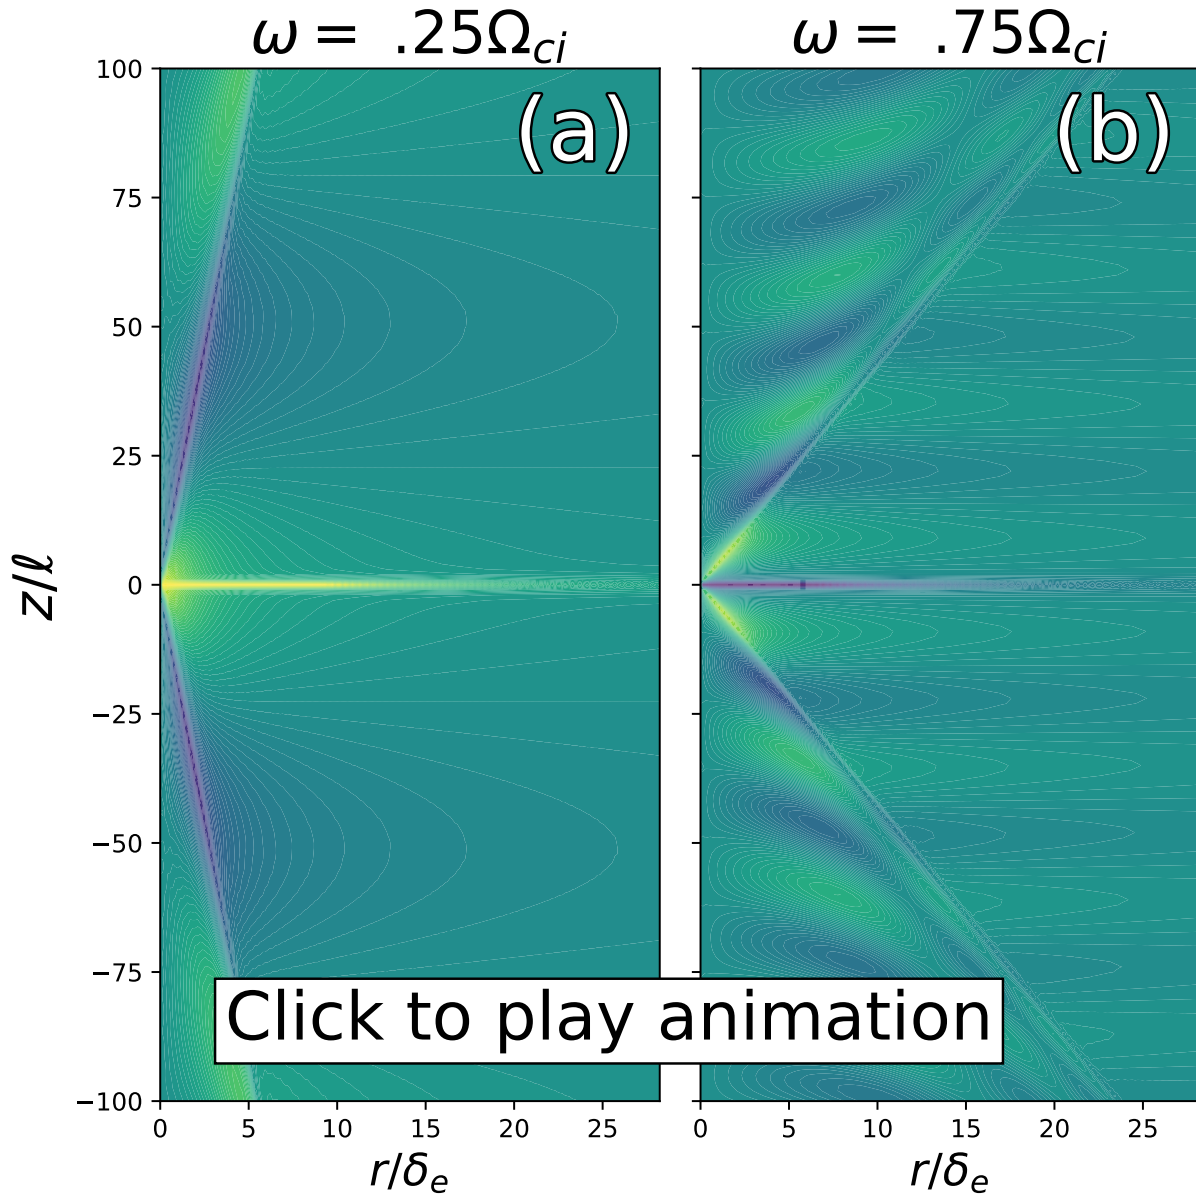 ω = .25Ω_ci
ω = .75Ω_ci
(a)
(b)
100
75
50
25
0
−25
−50
−75
−100
z/ℓ
Click to play animation
0 5 10 15 20 25
0 5 10 15 20 25
r/δ_e
r/δ_e